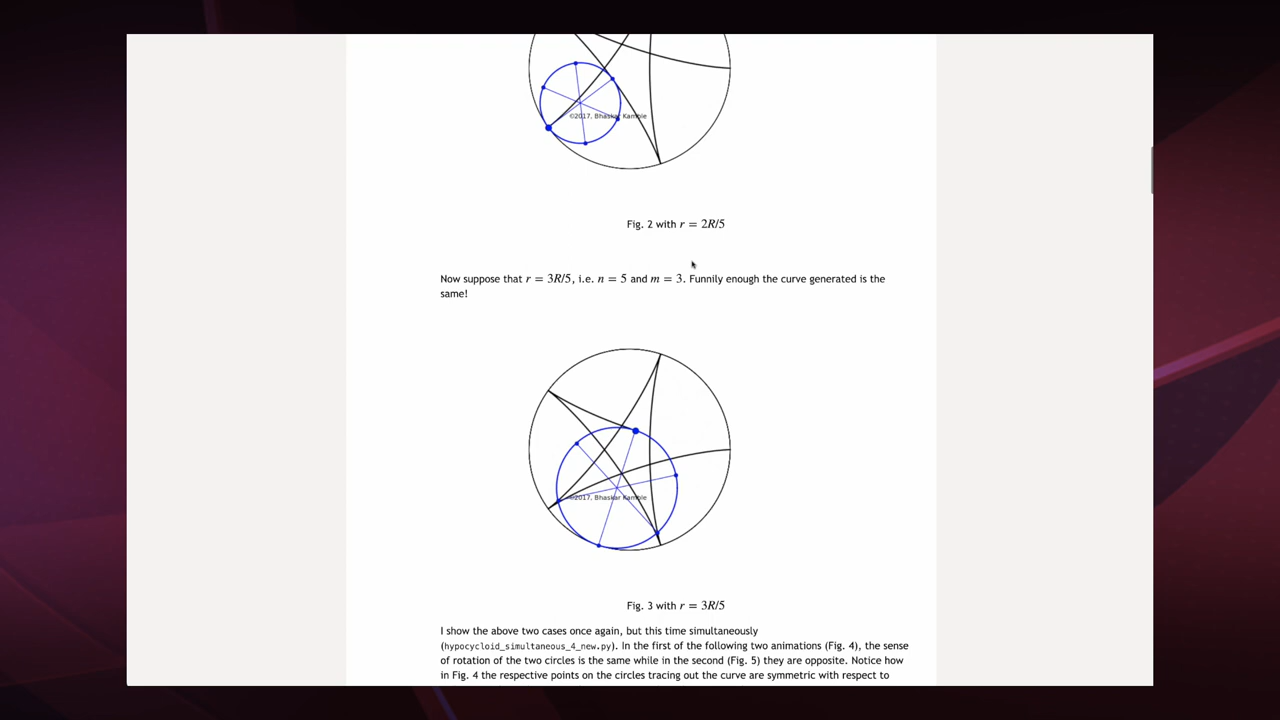 ©2017, Bhaskar Kamble
Fig. 2 with r = 2R/5
Now suppose that r = 3R/5, i.e. n = 5 and m = 3. Funnily enough the curve generated is the
same!
©2017, Bhaskar Kamble
Fig. 3 with r = 3R/5
I show the above two cases once again, but this time simultaneously
(hypocycloid_simultaneous_4_new.py). In the first of the following two animations (Fig. 4), the sense
of rotation of the two circles is the same while in the second (Fig. 5) they are opposite. Notice how
in Fig. 4 the respective points on the circles tracing out the curve are symmetric with respect to